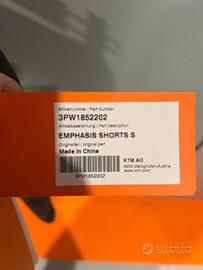 Artikelnummer / Part Number
3PW1852202
Artikelbezeichnung / Part Description
EMPHASIS SHORTS S
Originalteil / original part
Made in China
KTM AG
5230 Mattighofen/Austria
www.ktm.com
3PW1852202
subito